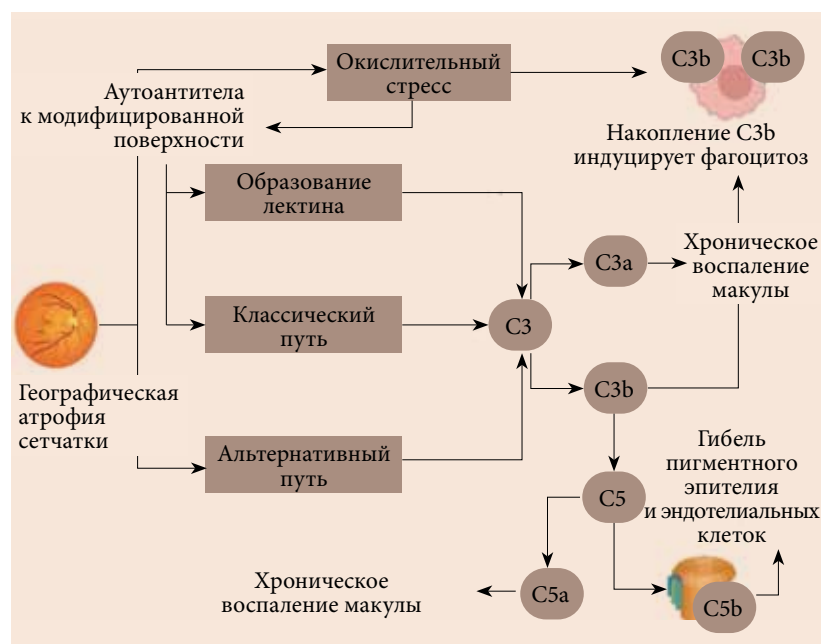 Окислительный
стресс
C3b
C3b
Аутоантитела
к модифицированной
поверхности
Накопление C3b
индуцирует фагоцитоз
Образование
лектина
C3a
Хроническое
воспаление
макулы
Классический
путь
C3
Географическая
атрофия
сетчатки
C3b
Альтернативный
путь
Гибель
пигментного
эпителия
и эндотелиальных
клеток
C5
Хроническое
воспаление макулы
C5a
C5b